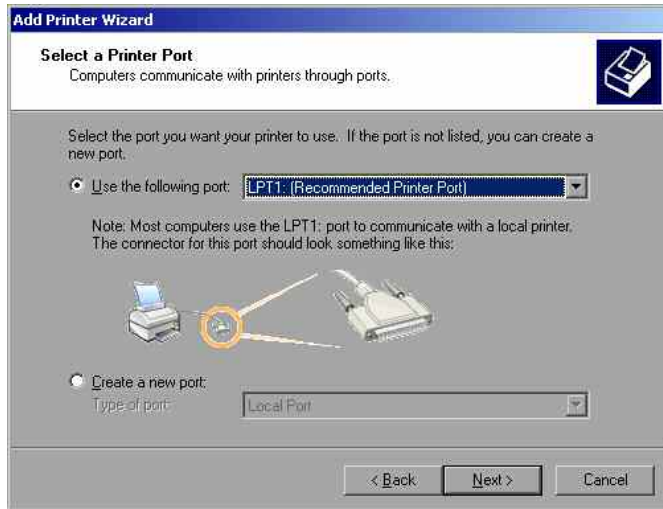 Add Printer Wizard
Select a Printer Port
Computers communicate with printers through ports.
Select the port you want your printer to use. If the port is not listed, you can create a
new port.
Use the following port: LPT1: (Recommended Printer Port)
Note: Most computers use the LPT1: port to communicate with a local printer.
The connector for this port should look something like this:
Create a new port:
Type of port: Local Port
< Back Next > Cancel